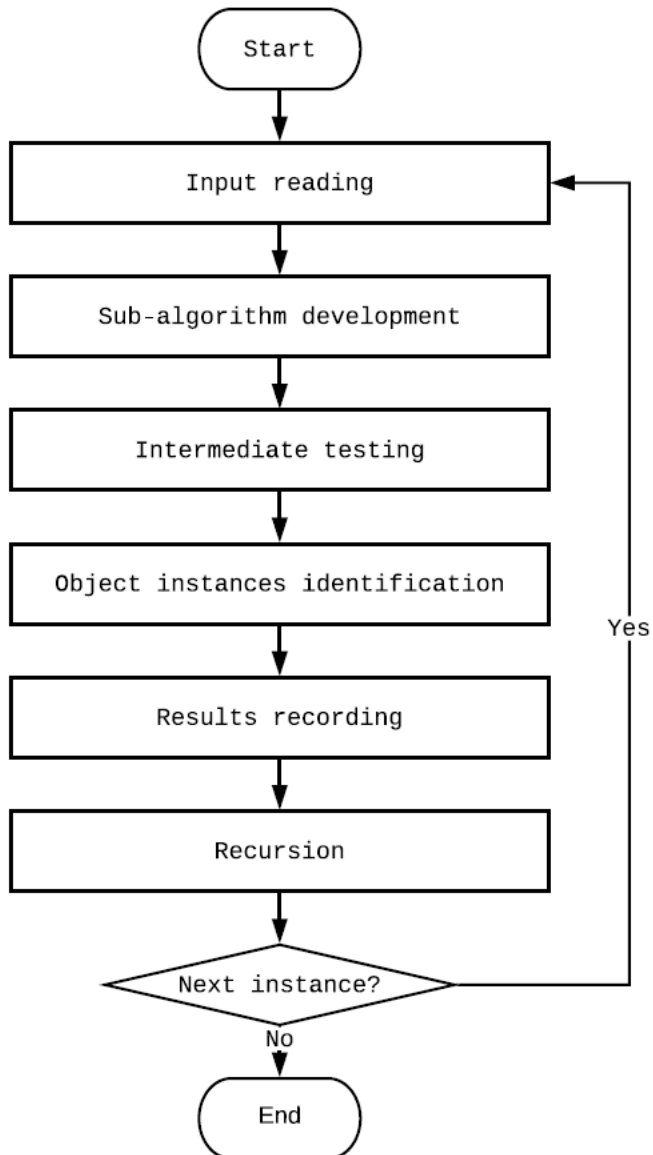 Start
Input reading
Sub-algorithm development
Intermediate testing
Object instances identification
Yes
Results recording
Recursion
Next instance?
No
End